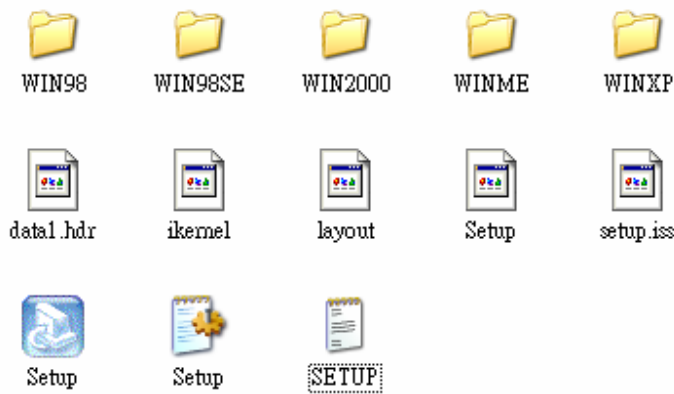 WIN98 WIN98SE WIN2000 WINME WINXP
data1.hdr ikernel layout Setup setup.iss
Setup Setup SETUP